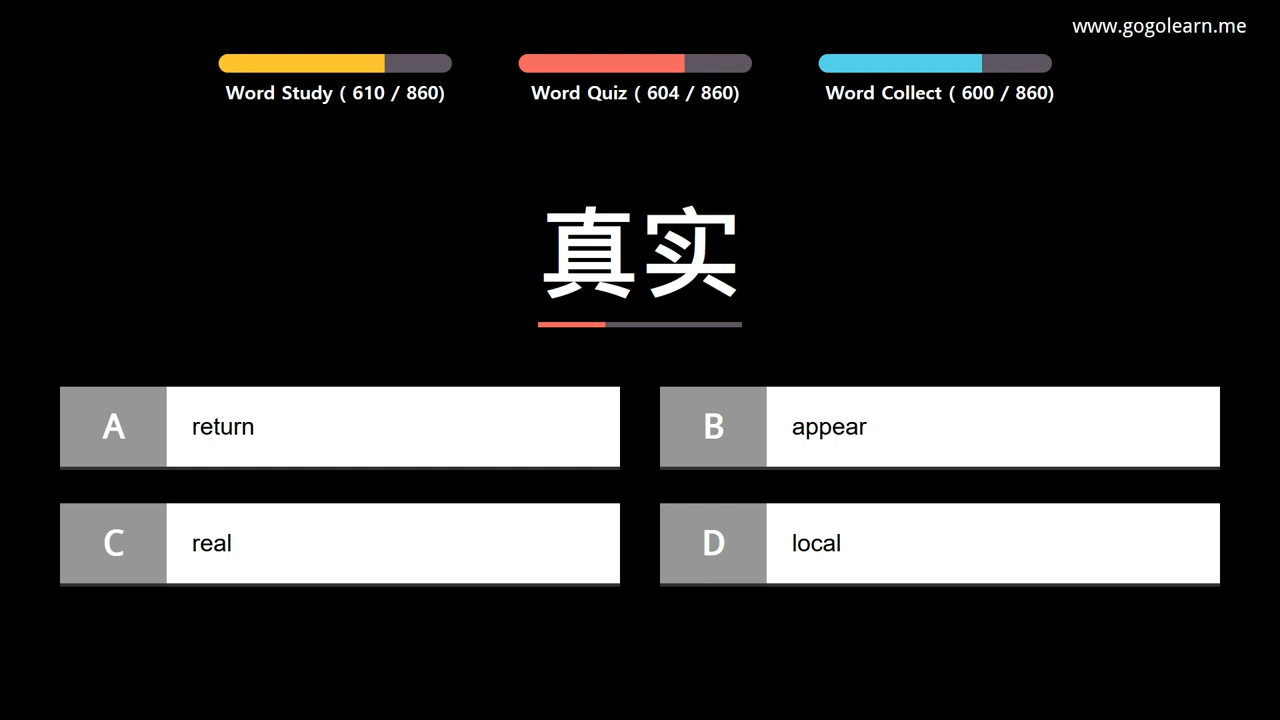 www.gogolearn.me
Word Study ( 610 / 860)
Word Quiz ( 604 / 860)
Word Collect ( 600 / 860)
真实
A return
B appear
C real
D local